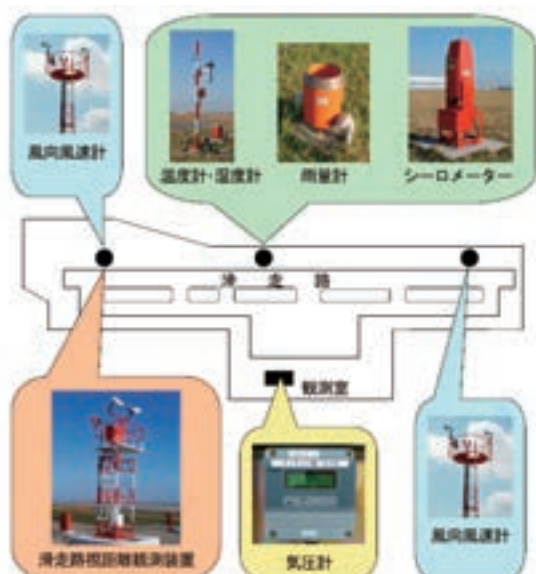 風向風速計
温度計・湿度計
雨量計
シーロメーター
滑走路
観測室
滑走路視距離観測装置
気圧計
風向風速計